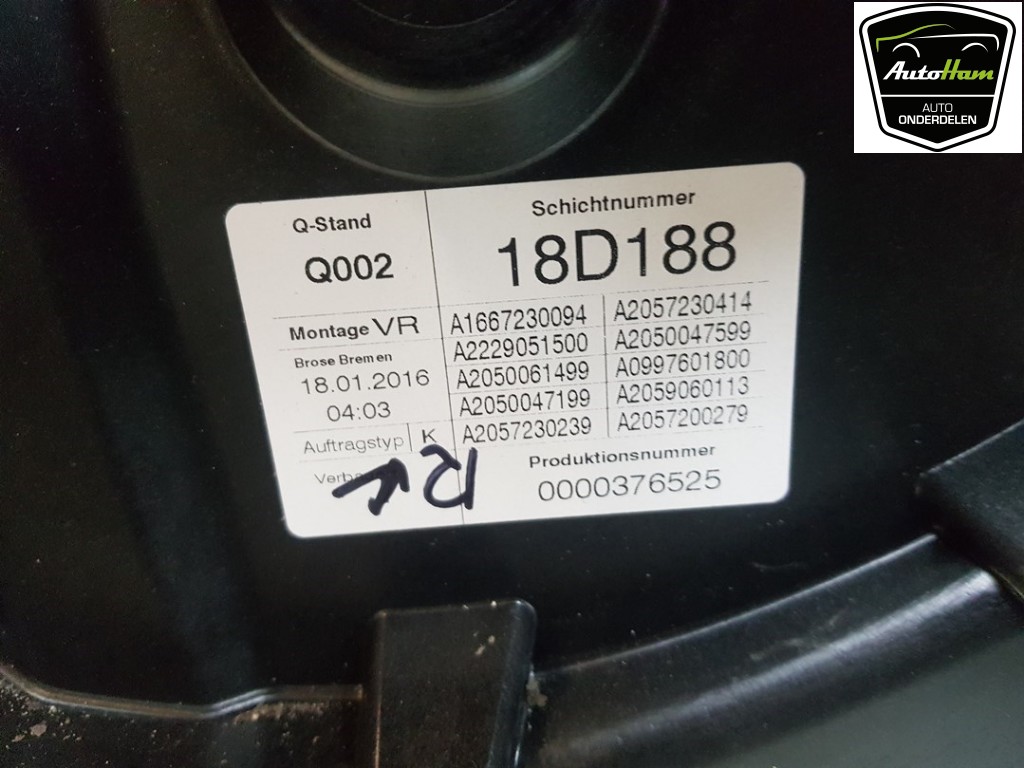 AutoHam
AUTO
ONDERDELEN
Q-Stand
Q002
Schichtnummer
18D188
Montage VR
Brose Bremen
18.01.2016
04:03
Auftragstyp K
A1667230094 A2057230414
A2229051500 A2050047599
A2050061499 A0997601800
A2050047199 A2059060113
A2057230239 A2057200279
Produktionsnummer
0000376525